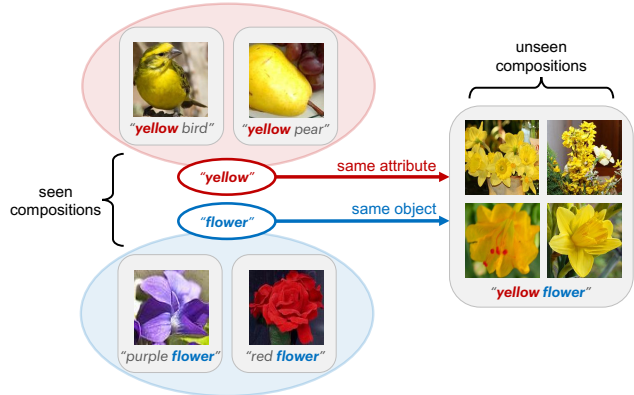 unseen
compositions
"yellow bird"
"yellow pear"
seen
compositions
"yellow"
same attribute
"flower"
same object
"yellow flower"
"purple flower"
"red flower"